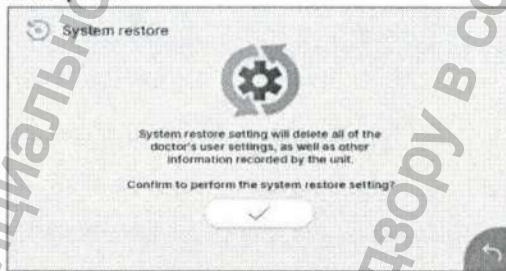 System restore
System restore setting will delete all of the
doctor's user settings, as well as other
information recorded by the unit.
Confirm to perform the system restore setting?